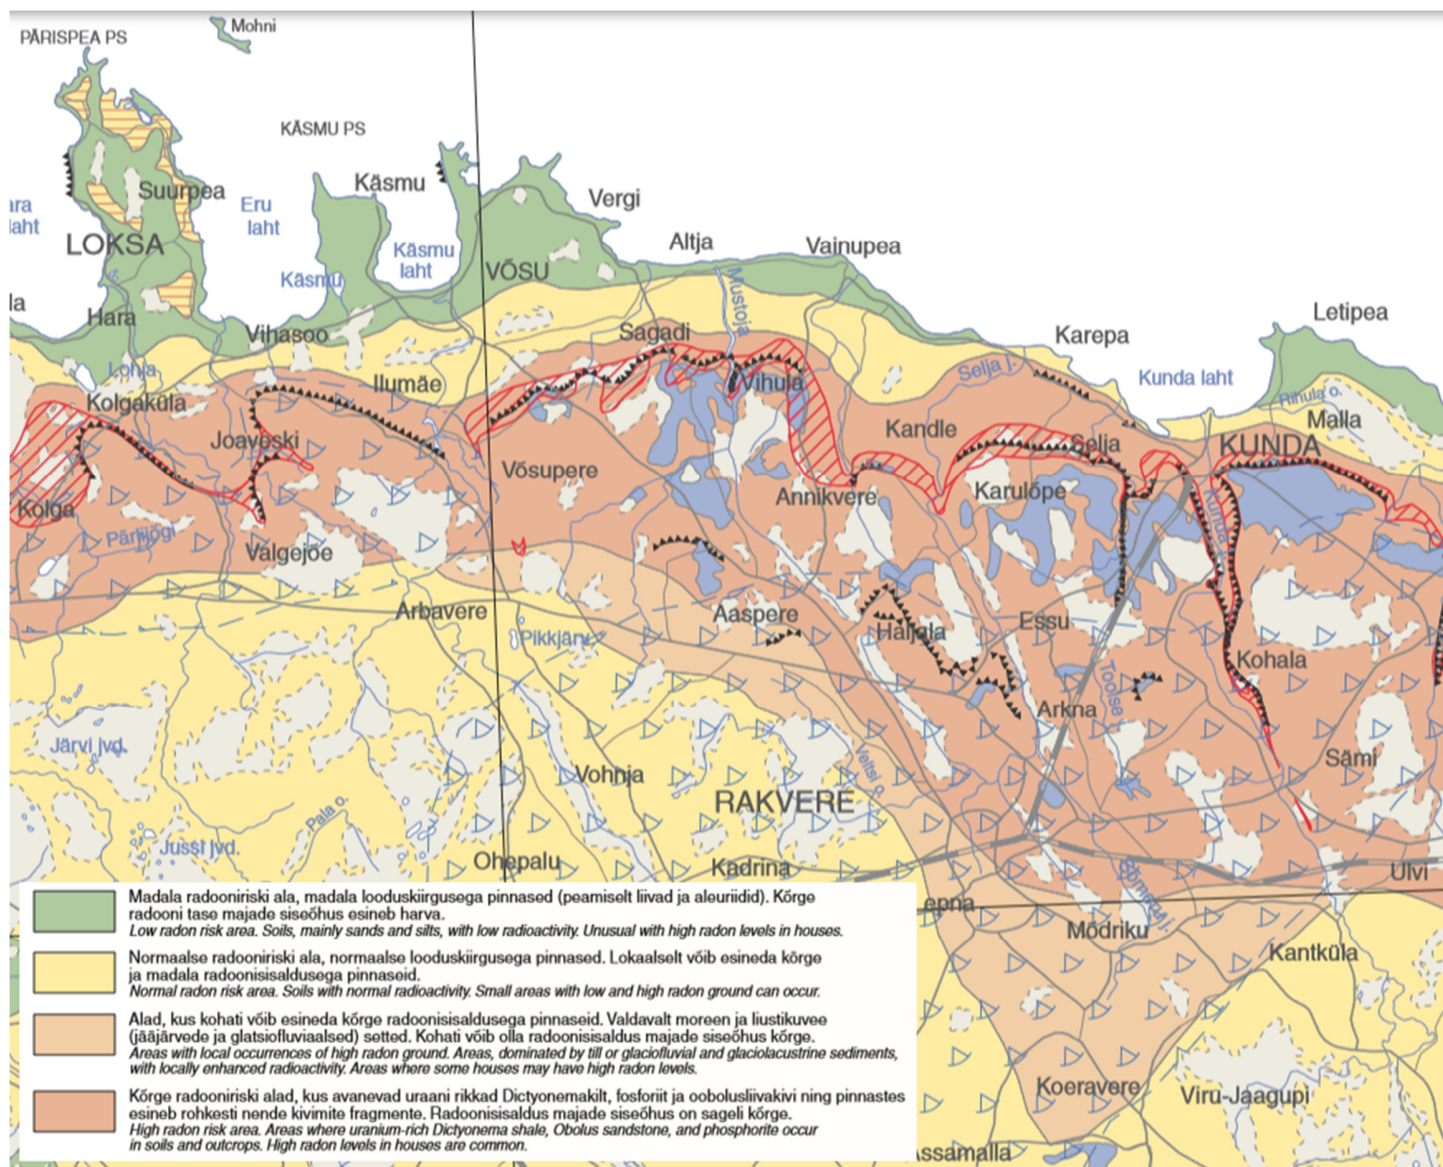 Mohni
PÄRISPEA PS
KÄSMU PS
Suurpea
Käsmu
Vergi
ara
laht
Eru
laht
LOKSA
Käsmu
laht
Altja
Vainupea
Käsmu
VÕSU
Mustoja
la
Hara
Vihasoo
Sagadi
Letipea
Karepa
Lohja
Ilumäe
Vihula
Selja j.
Kunda laht
Rihula o.
Kolgaküla
Malla
Joaveski
Kandle
Selja
KUNDA
Võsupere
Annikvere
Karulõpe
Kolga
Kunda
Pärlijõgi
Valgejõe
Arbavere
Aaspere
Pikkjärv
Haljala
Essu
Kohala
Toolse
Arkna
Järvi jvd.
Vohnja
Veltsi o.
Sämi
RAKVERE
Pala o.
Jussi jvd.
Ohepalu
Kadrina
Sõmeru j.
Ulvi
epna
Mõdriku
Kantküla
Koeravere
Viru-Jaagupi
Assamalla
Madala radooniriski ala, madala looduskiirgusega pinnased (peamiselt liivad ja aleuriidid). Kõrge
radooni tase majade siseõhus esineb harva.
Low radon risk area. Soils, mainly sands and silts, with low radioactivity. Unusual with high radon levels in houses.
Normaalse radooniriski ala, normaalse looduskiirgusega pinnased. Lokaalselt võib esineda kõrge
ja madala radoonisisaldusega pinnaseid.
Normal radon risk area. Soils with normal radioactivity. Small areas with low and high radon ground can occur.
Alad, kus kohati võib esineda kõrge radoonisisaldusega pinnaseid. Valdavalt moreen ja liustikuvee
(jääjärvede ja glatsiofluviaalsed) setted. Kohati võib olla radoonisisaldus majade siseõhus kõrge.
Areas with local occurrences of high radon ground. Areas, dominated by till or glaciofluvial and glaciolacustrine sediments,
with locally enhanced radioactivity. Areas where some houses may have high radon levels.
Kõrge radooniriski alad, kus avanevad uraani rikkad Dictyonemakilt, fosforiit ja oobolusliivakivi ning pinnastes
esineb rohkesti nende kivimite fragmente. Radoonisisaldus majade siseõhus on sageli kõrge.
High radon risk area. Areas where uranium-rich Dictyonema shale, Obolus sandstone, and phosphorite occur
in soils and outcrops. High radon levels in houses are common.